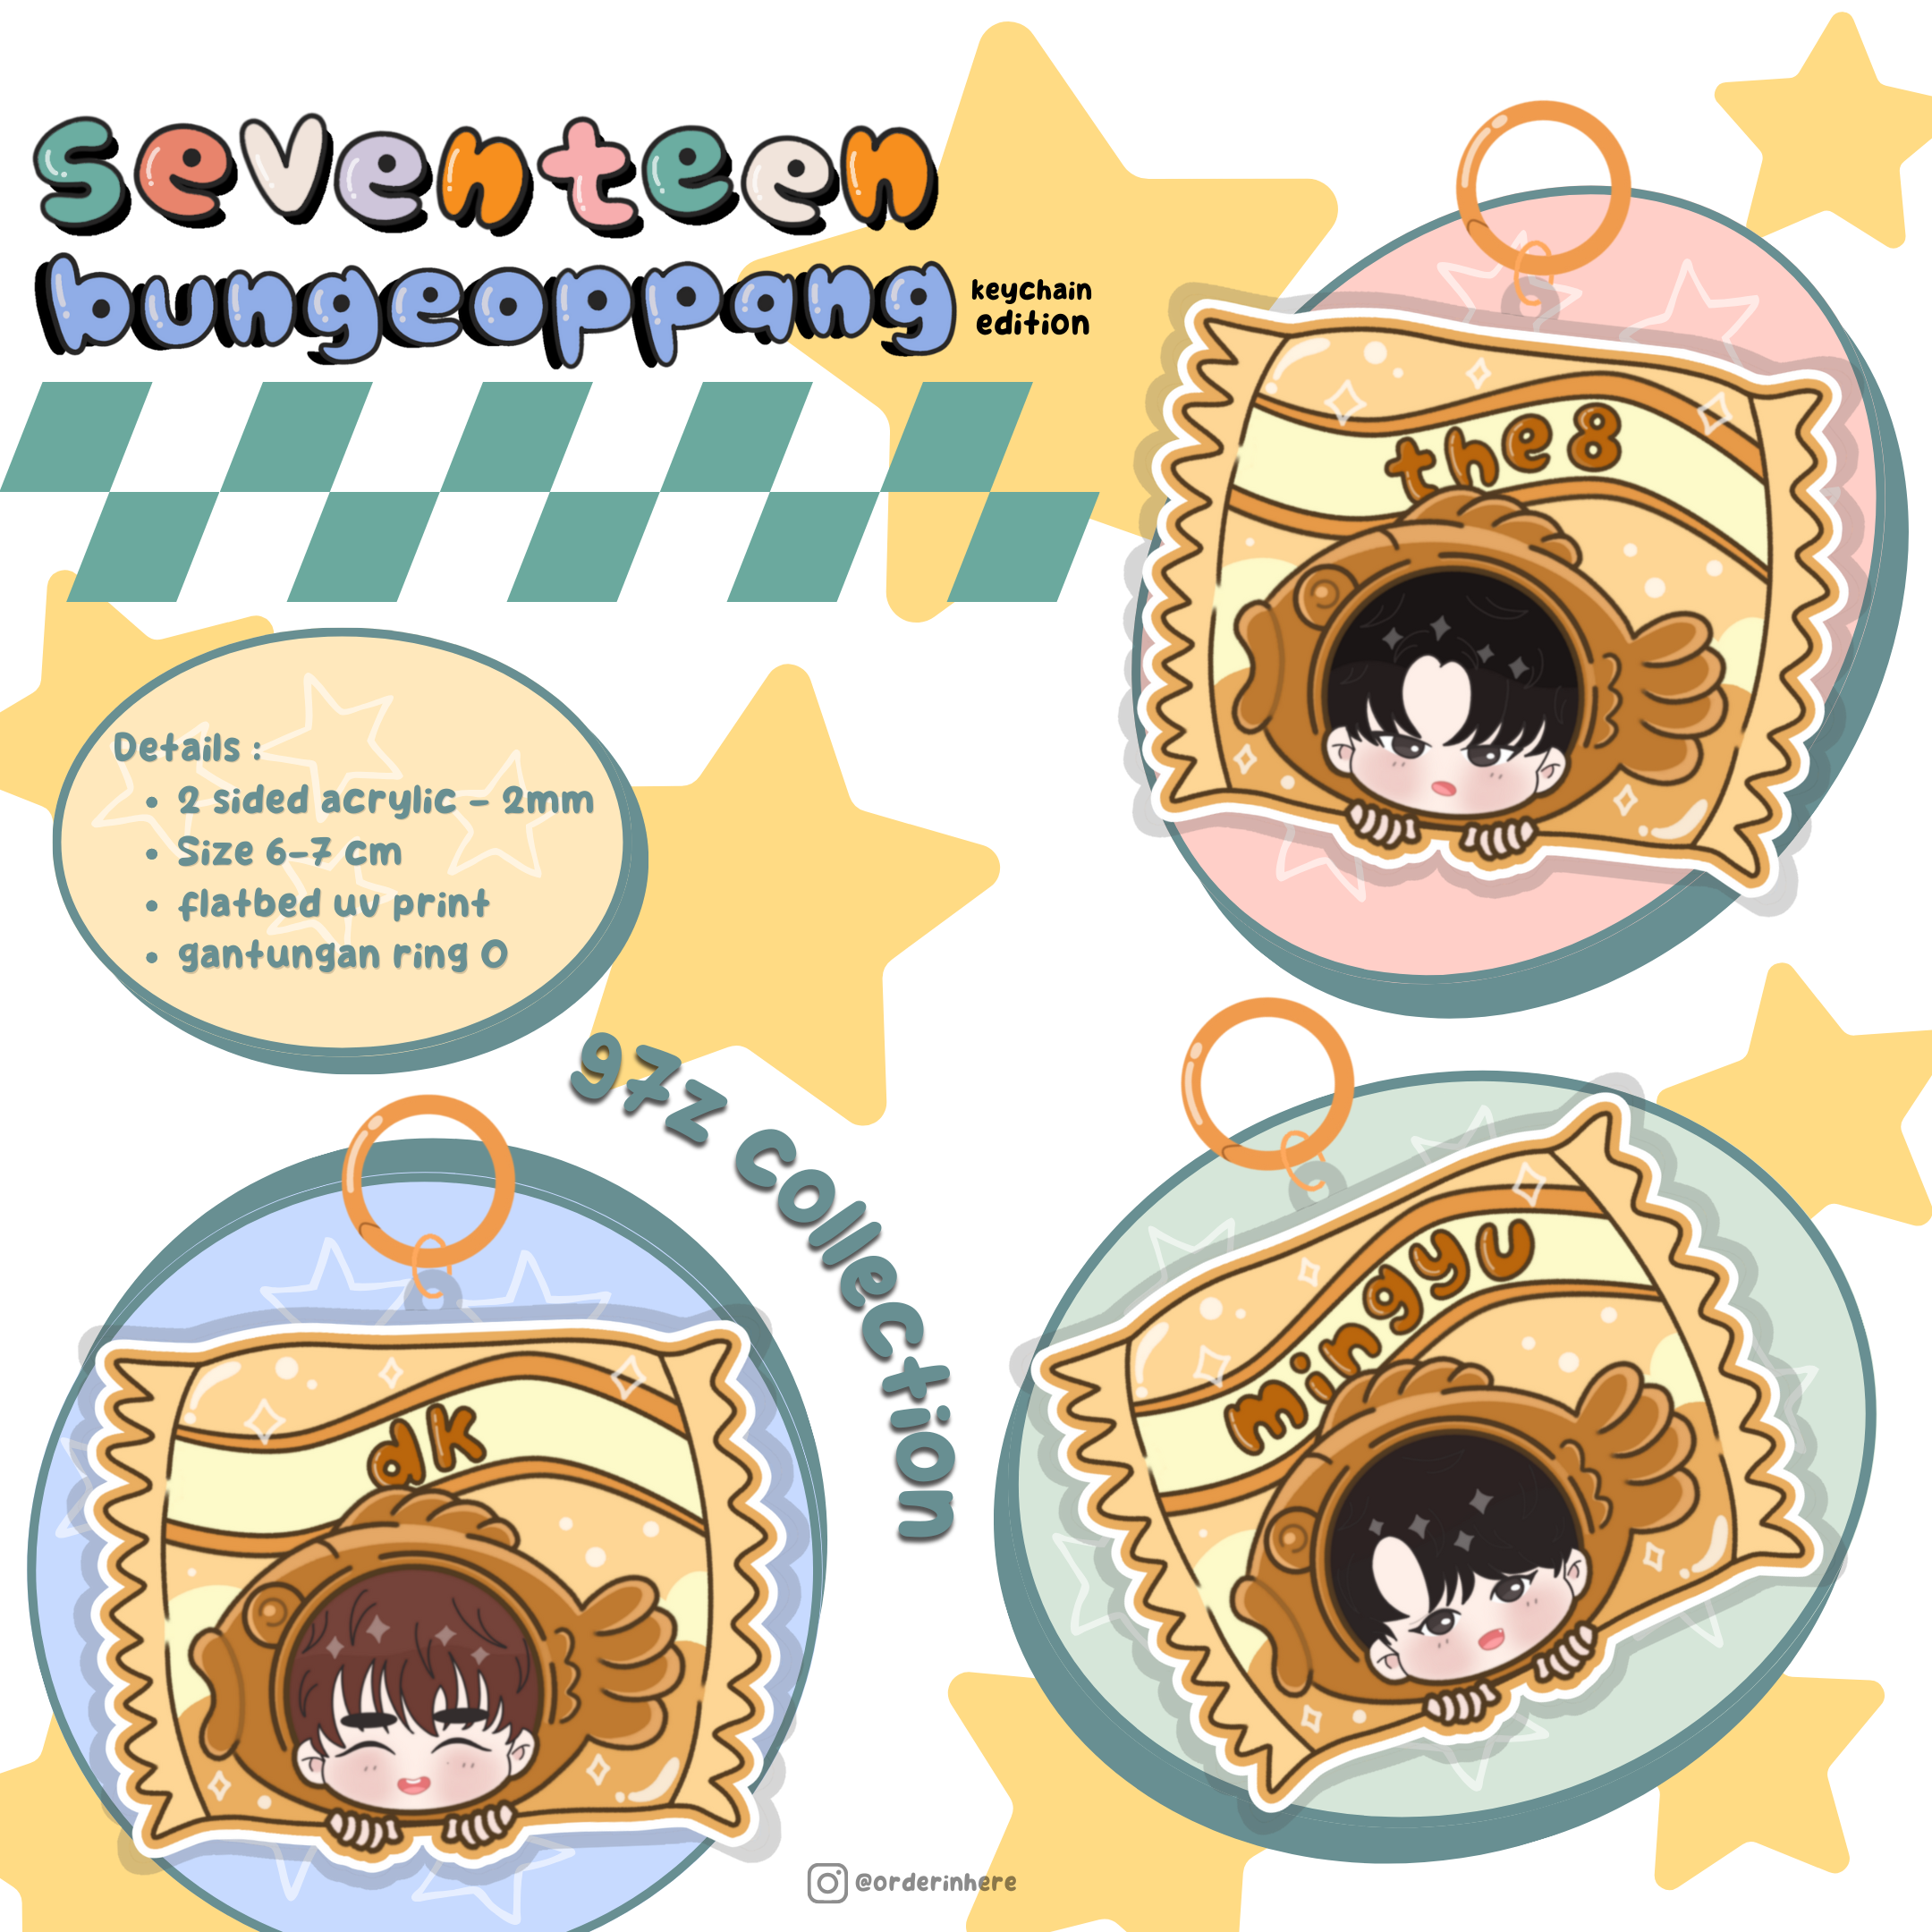 seventeen
bungeoppang
keychain
edition
Details :
• 2 sided acrylic - 2mm
• Size 6-7 cm
• flatbed uv print
• gantungan ring O
97z collection
the8
dk
mingyu
@orderinhere